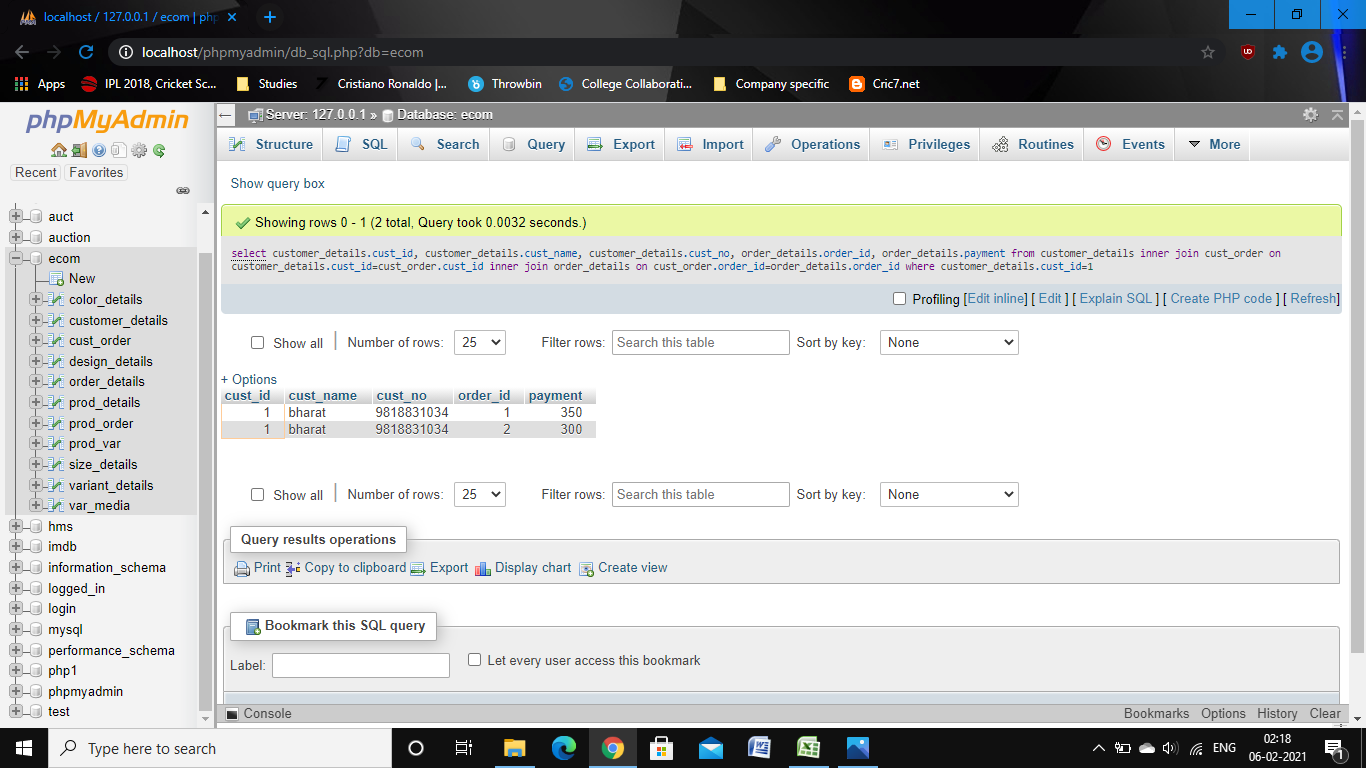 localhost / 127.0.0.1 / ecom | php
localhost/phpmyadmin/db_sql.php?db=ecom
Apps IPL 2018, Cricket Sc... Studies Cristiano Ronaldo |... Throwbin College Collaborati... Company specific Cric7.net
phpMyAdmin
Recent Favorites
auct
auction
ecom
New
color_details
customer_details
cust_order
design_details
order_details
prod_details
prod_order
prod_var
size_details
variant_details
var_media
hms
imdb
information_schema
logged_in
login
mysql
performance_schema
php1
phpmyadmin
test
Server: 127.0.0.1 » Database: ecom
Structure SQL Search Query Export Import Operations Privileges Routines Events More
Show query box
Showing rows 0 - 1 (2 total, Query took 0.0032 seconds.)
select customer_details.cust_id, customer_details.cust_name, customer_details.cust_no, order_details.order_id, order_details.payment from customer_details inner join cust_order on
customer_details.cust_id=cust_order.cust_id inner join order_details on cust_order.order_id=order_details.order_id where customer_details.cust_id=1
Profiling [Edit inline] [ Edit ] [ Explain SQL ] [ Create PHP code ] [ Refresh]
Show all Number of rows: 25 Filter rows: Search this table Sort by key: None
+ Options
cust_id cust_name cust_no order_id payment
1 bharat 9818831034 1 350
1 bharat 9818831034 2 300
Show all Number of rows: 25 Filter rows: Search this table Sort by key: None
Query results operations
Print Copy to clipboard Export Display chart Create view
Bookmark this SQL query
Label: Let every user access this bookmark
Console Bookmarks Options History Clear
Type here to search
ENG
02:18
06-02-2021
1